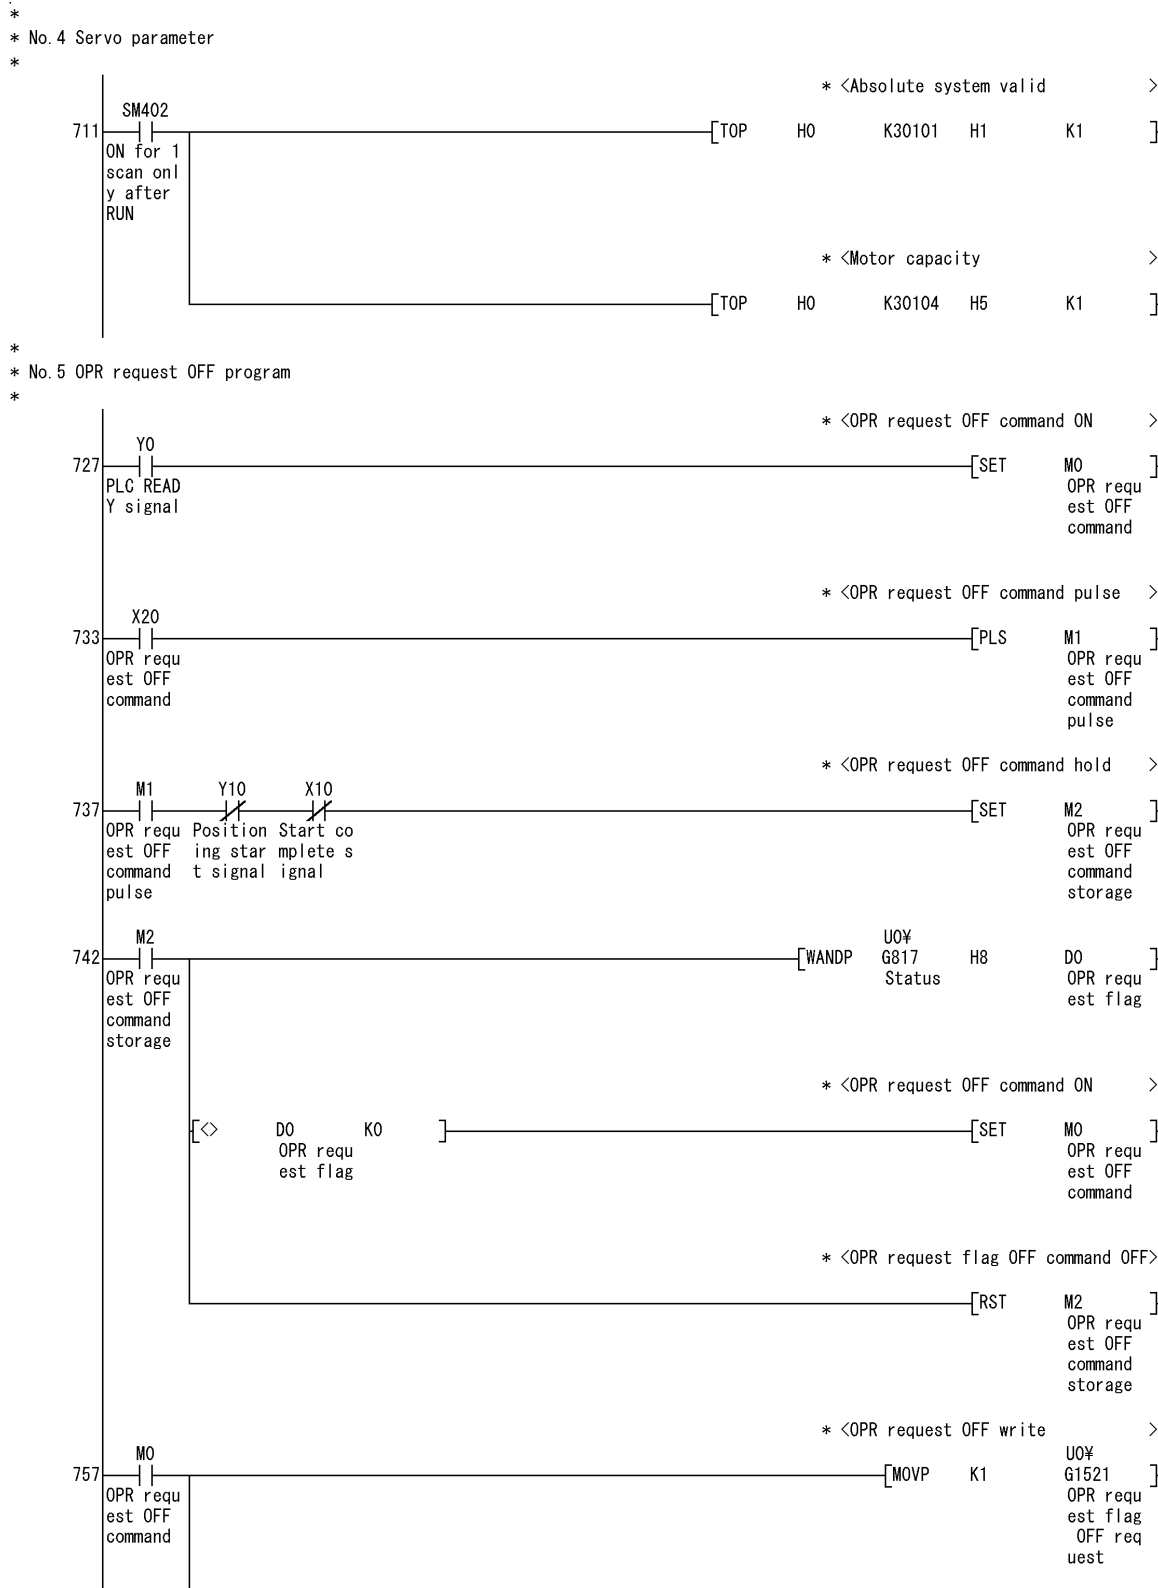 *
* No.4 Servo parameter
*
* <Absolute system valid >
SM402
711 [TOP H0 K30101 H1 K1 ]
ON for 1
scan onl
y after
RUN
* <Motor capacity >
[TOP H0 K30104 H5 K1 ]
*
* No.5 OPR request OFF program
*
* <OPR request OFF command ON >
Y0
727 [SET M0 ]
PLC READ OPR requ
Y signal est OFF
command
* <OPR request OFF command pulse >
X20
733 [PLS M1 ]
OPR requ OPR requ
est OFF est OFF
command command
pulse
* <OPR request OFF command hold >
M1 Y10 X10
737 [SET M2 ]
OPR requ Position Start co OPR requ
est OFF ing star mplete s est OFF
command t signal ignal command
pulse storage
M2 U0¥
742 [WANDP G817 H8 D0 ]
OPR requ Status OPR requ
est OFF est flag
command
storage
* <OPR request OFF command ON >
[<> D0 K0 ] [SET M0 ]
OPR requ OPR requ
est flag est OFF
command
* <OPR request flag OFF command OFF>
[RST M2 ]
OPR requ
est OFF
command
storage
* <OPR request OFF write >
M0 U0¥
757 [MOVP K1 G1521 ]
OPR requ OPR requ
est OFF est flag
command OFF req
uest